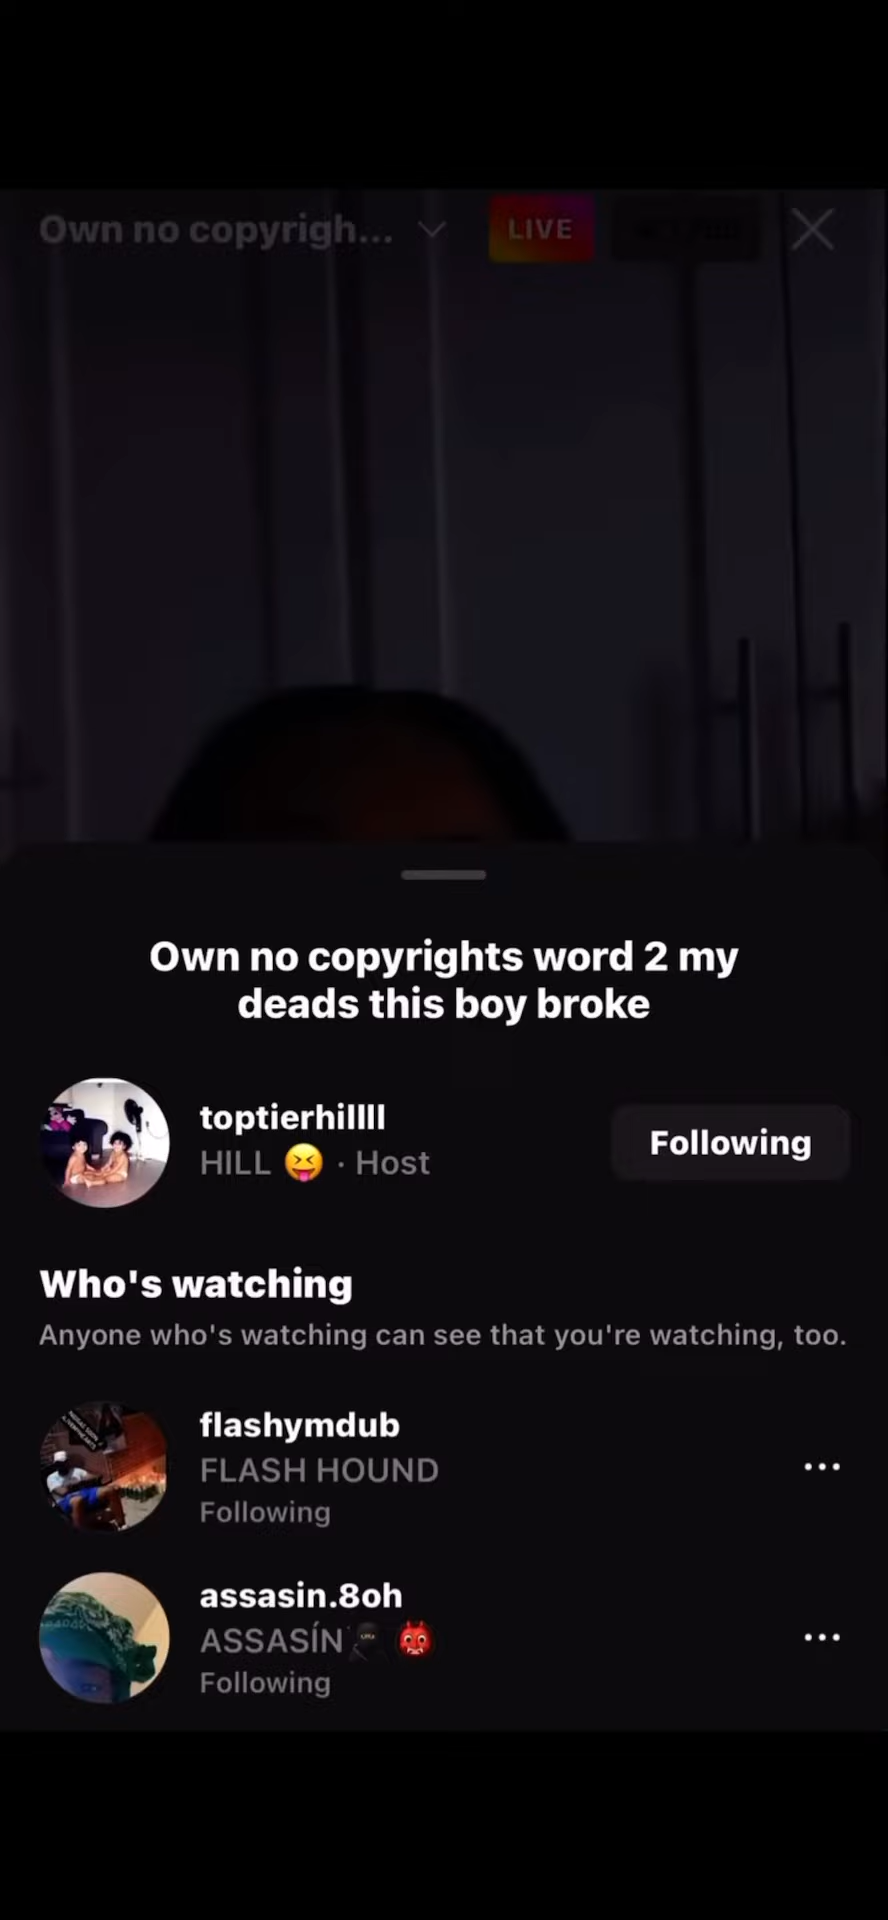 Own no copyrigh...
LIVE
Own no copyrights word 2 my
deads this boy broke
toptierhillll
HILL 😝 · Host
Following
Who's watching
Anyone who's watching can see that you're watching, too.
flashymdub
FLASH HOUND
Following
assasin.8oh
ASSASÍN🥷🏿👹
Following